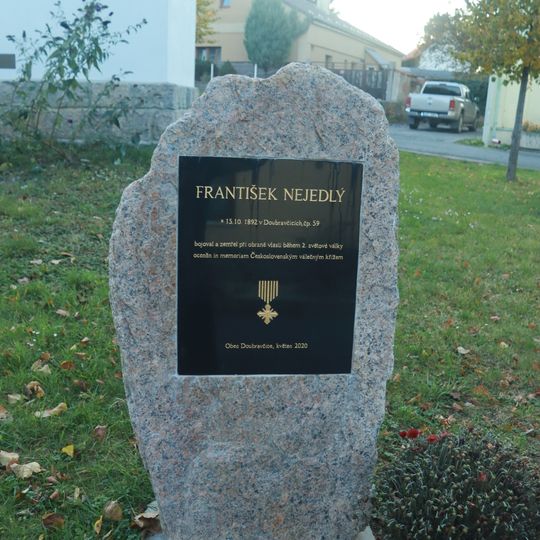 FRANTIŠEK NEJEDLÝ
* 15.10. 1892 v Doubravčicích, čp. 59
bojoval a zemřel při obraně vlasti během 2. světové války
oceněn in memoriam Československým válečným křížem
Obec Doubravčice, květen 2020